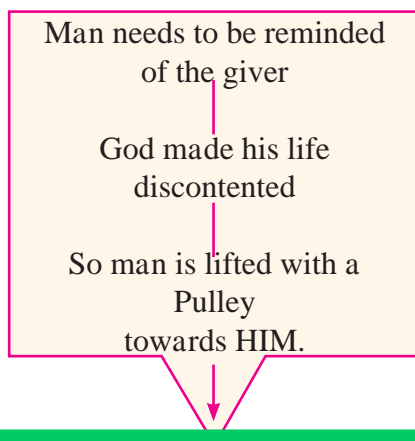 Man needs to be reminded
of the giver
God made his life
discontented
So man is lifted with a
Pulley
towards HIM.